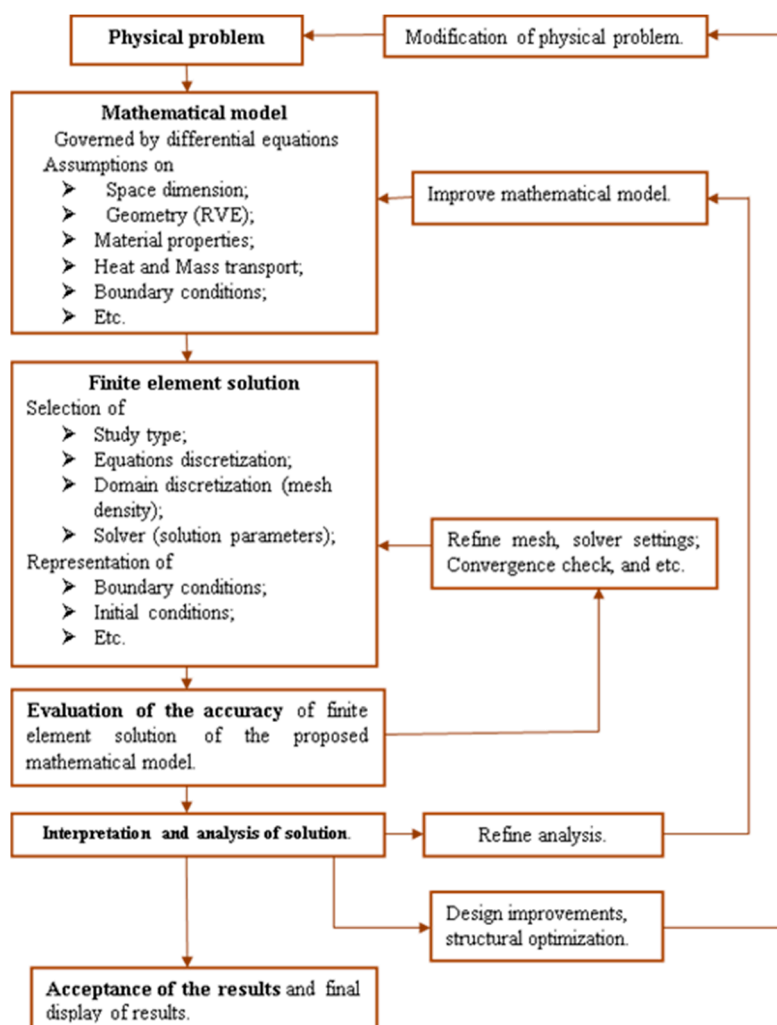 Physical problem
Modification of physical problem.
Mathematical model
Governed by differential equations
Assumptions on
➤ Space dimension;
➤ Geometry (RVE);
➤ Material properties;
➤ Heat and Mass transport;
➤ Boundary conditions;
➤ Etc.
Improve mathematical model.
Finite element solution
Selection of
➤ Study type;
➤ Equations discretization;
➤ Domain discretization (mesh
density);
➤ Solver (solution parameters);
Representation of
➤ Boundary conditions;
➤ Initial conditions;
➤ Etc.
Refine mesh, solver settings;
Convergence check, and etc.
Evaluation of the accuracy of finite
element solution of the proposed
mathematical model.
Interpretation and analysis of solution.
Refine analysis.
Design improvements,
structural optimization.
Acceptance of the results and final
display of results.